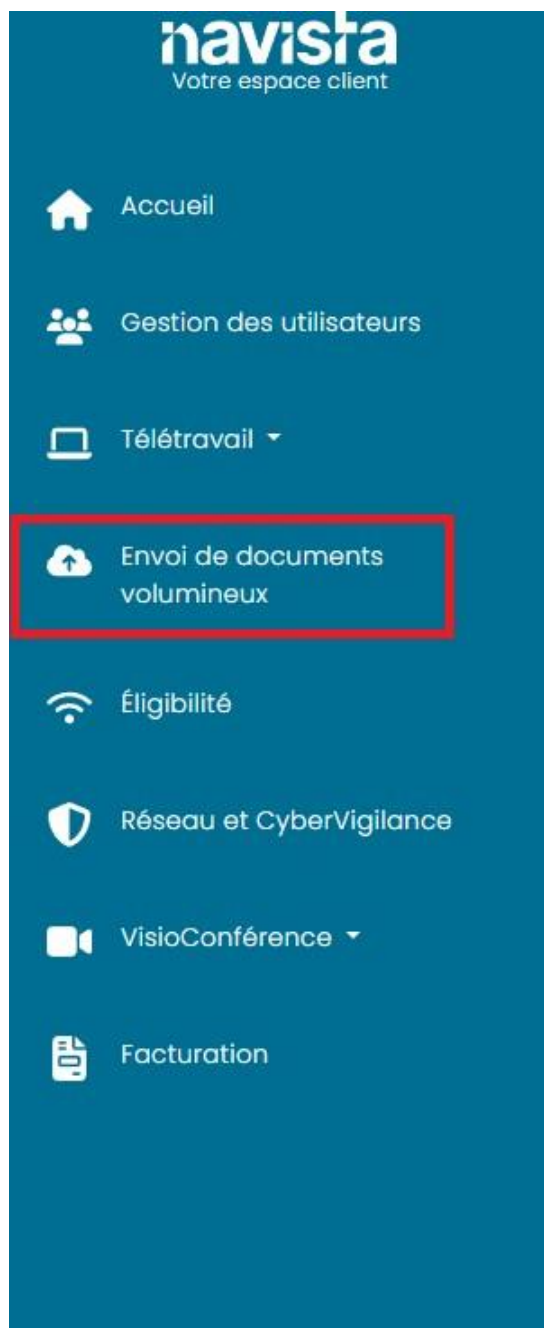 navista
Votre espace client
Accueil
Gestion des utilisateurs
Télétravail
Envoi de documents
volumineux
Éligibilité
Réseau et CyberVigilance
VisioConférence
Facturation